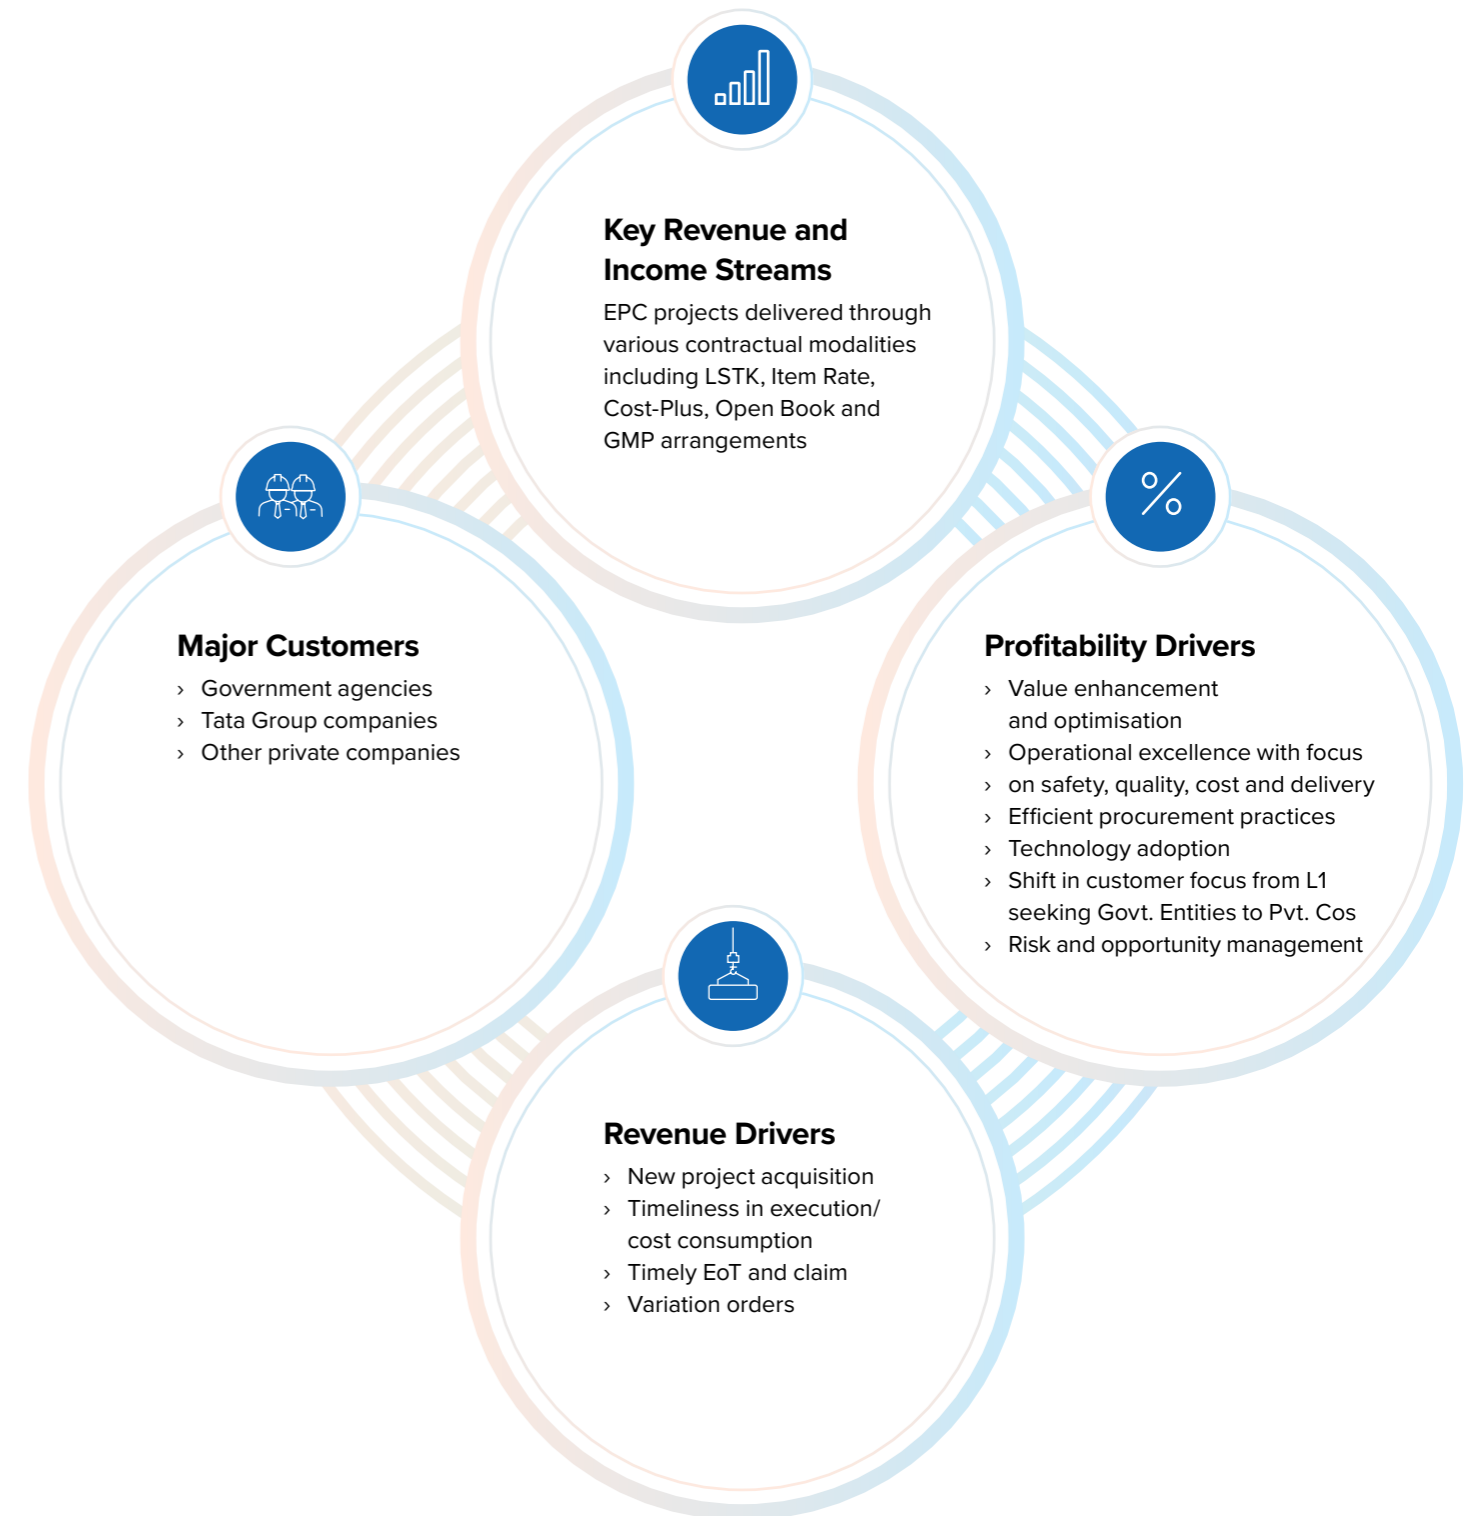 Key Revenue and
Income Streams
EPC projects delivered through
various contractual modalities
including LSTK, Item Rate,
Cost-Plus, Open Book and
GMP arrangements
Major Customers
› Government agencies
› Tata Group companies
› Other private companies
Profitability Drivers
› Value enhancement
and optimisation
› Operational excellence with focus
› on safety, quality, cost and delivery
› Efficient procurement practices
› Technology adoption
› Shift in customer focus from L1
seeking Govt. Entities to Pvt. Cos
› Risk and opportunity management
Revenue Drivers
› New project acquisition
› Timeliness in execution/
cost consumption
› Timely EoT and claim
› Variation orders